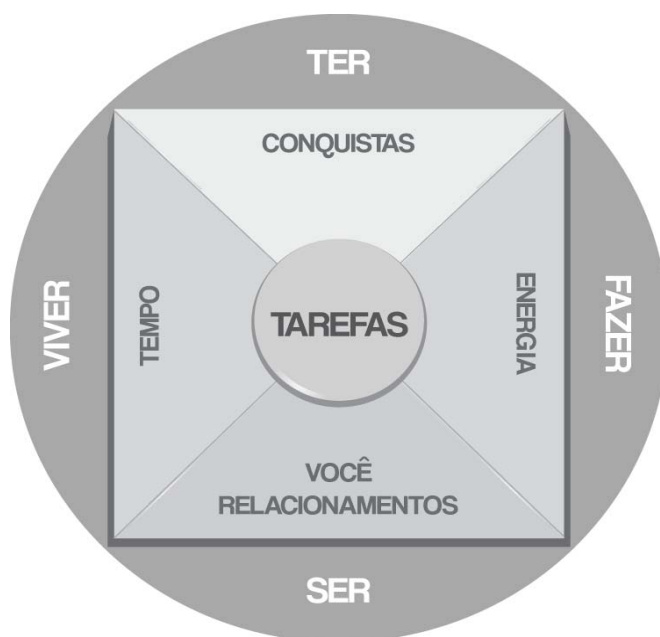 TER
CONQUISTAS
VIVER
TEMPO
TAREFAS
ENERGIA
FAZER
VOCÊ
RELACIONAMENTOS
SER